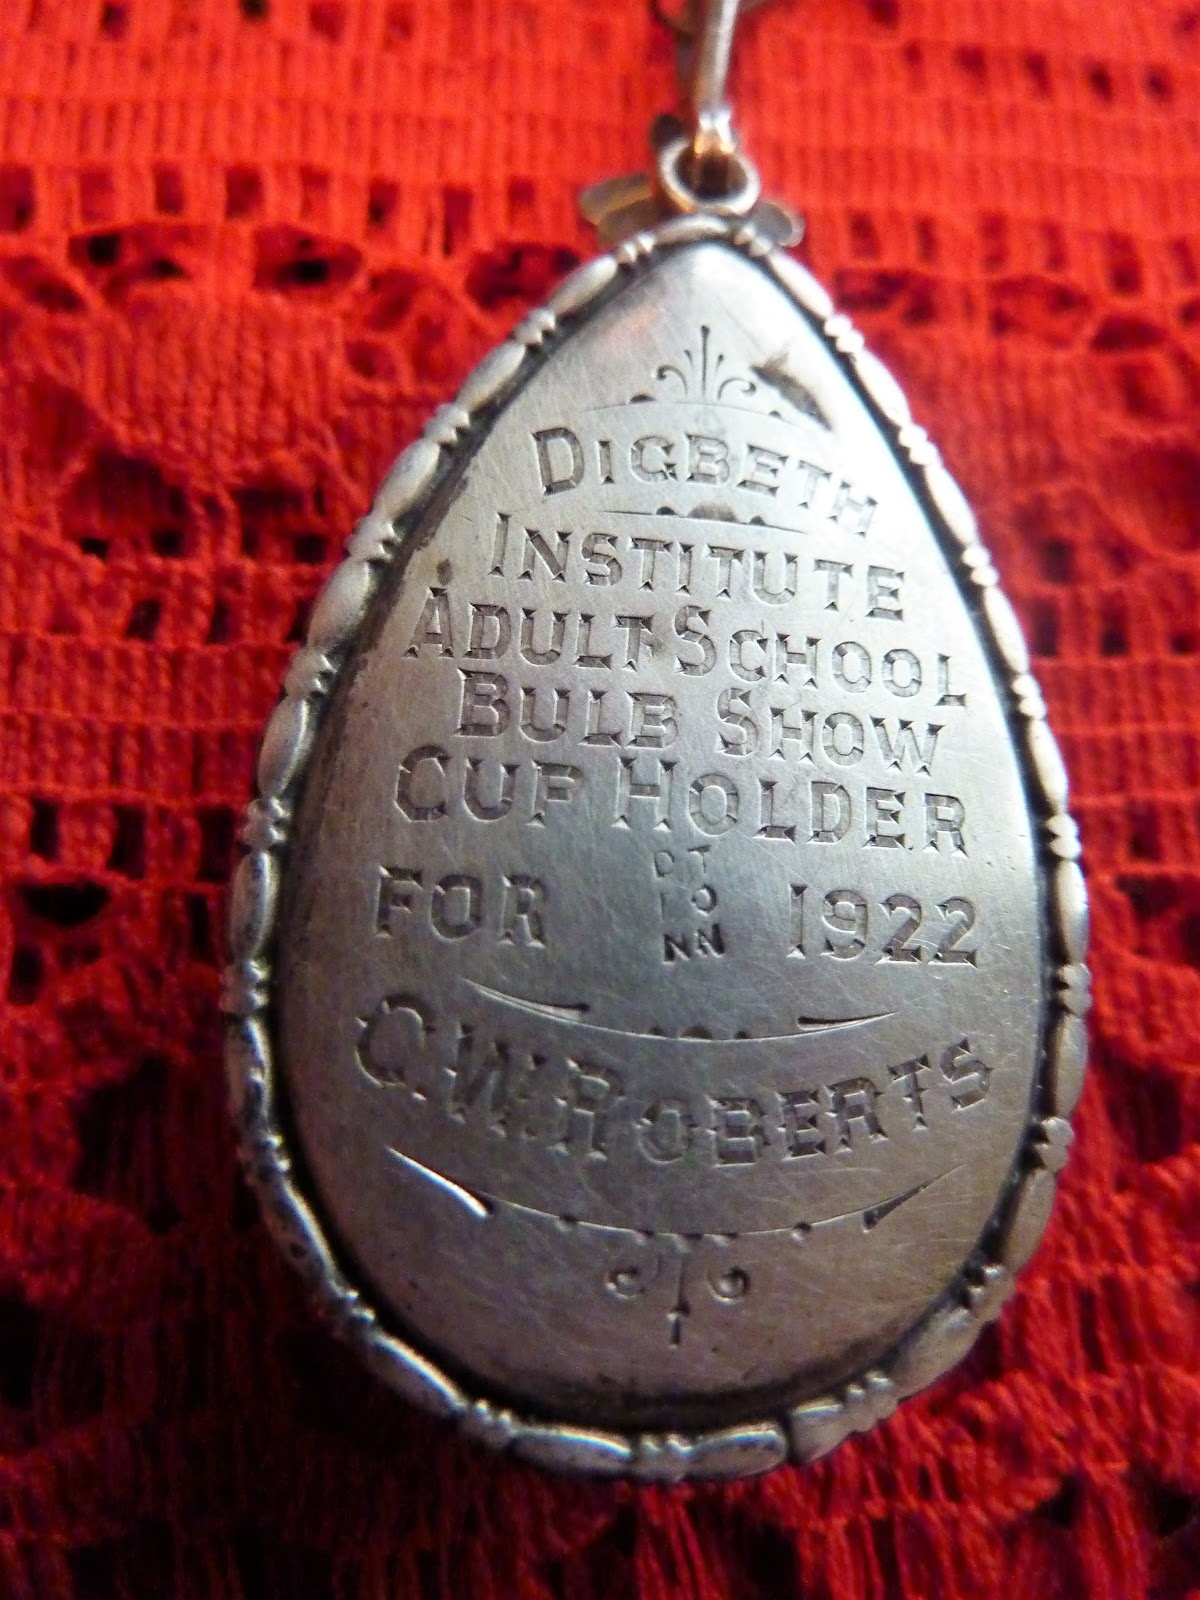 DIGBETH
INSTITUTE
ADULT SCHOOL
BULB SHOW
CUP HOLDER
FOR 1922
C.W.ROBERTS